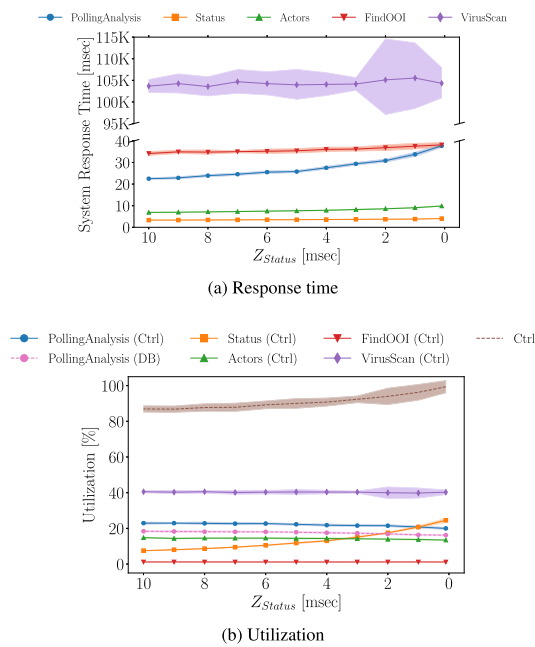 PollingAnalysis Status Actors FindOOI VirusScan
115K
110K
105K
100K
95K
40
30
20
10
0
System Response Time [msec]
10 8 6 4 2 0
Z_Status [msec]
(a) Response time
PollingAnalysis (Ctrl) Status (Ctrl) FindOOI (Ctrl) Ctrl
PollingAnalysis (DB) Actors (Ctrl) VirusScan (Ctrl)
100
80
60
40
20
0
Utilization [%]
10 8 6 4 2 0
Z_Status [msec]
(b) Utilization